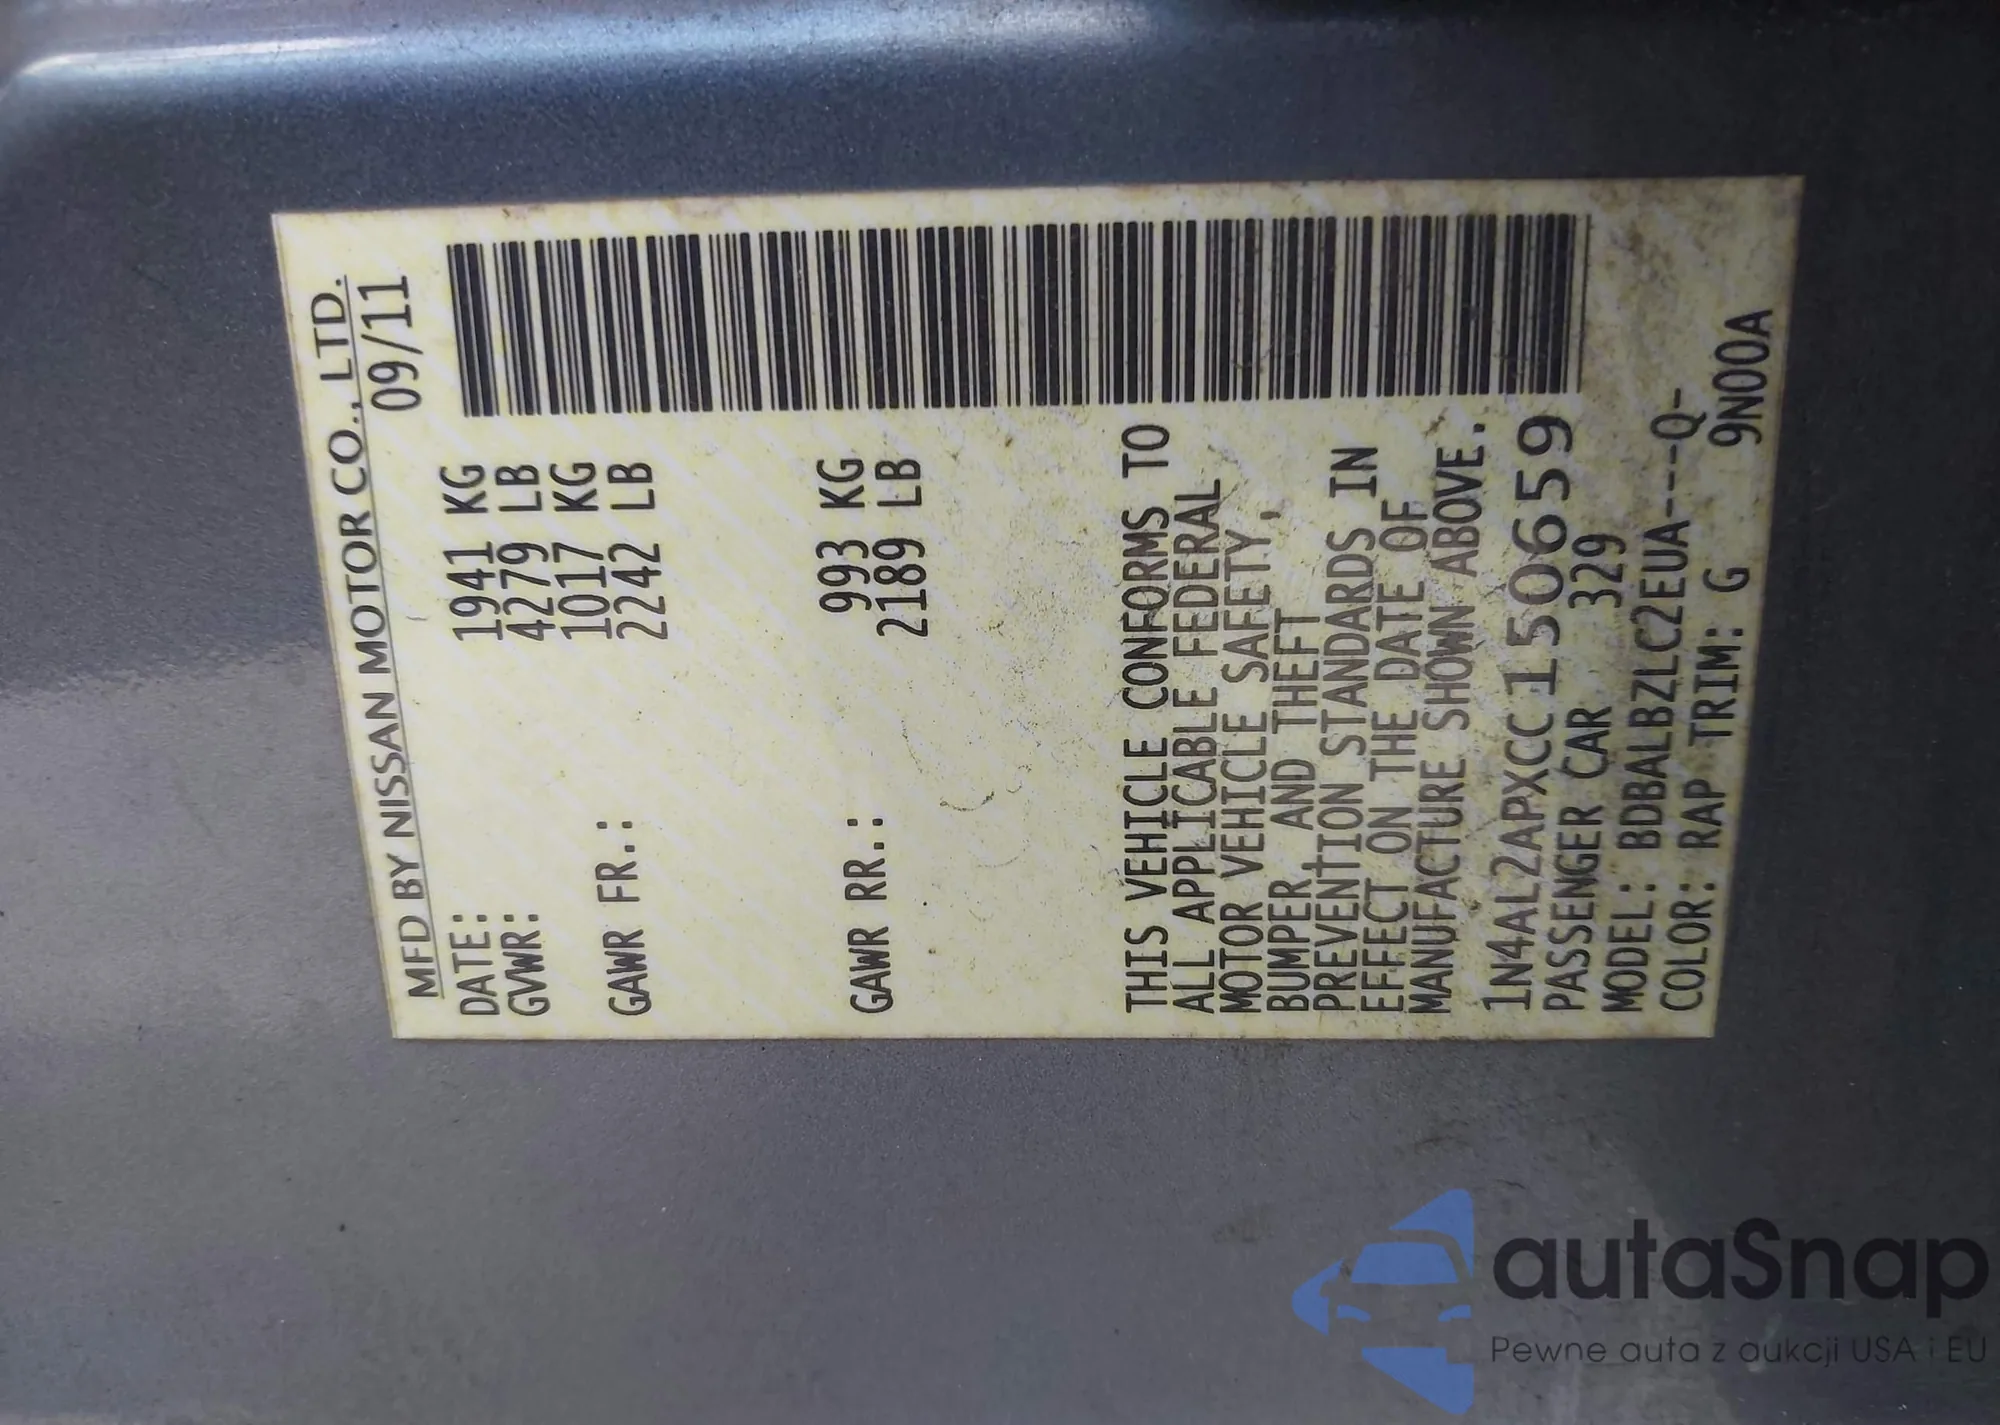 MFD BY NISSAN MOTOR CO., LTD.
DATE: 09/11
GVWR: 1941 KG
4279 LB
GAWR FR.: 1017 KG
2242 LB
GAWR RR.: 993 KG
2189 LB
THIS VEHICLE CONFORMS TO
ALL APPLICABLE FEDERAL
MOTOR VEHICLE SAFETY,
BUMPER AND THEFT
PREVENTION STANDARDS IN
EFFECT ON THE DATE OF
MANUFACTURE SHOWN ABOVE.
1N4AL2APXCC150659
PASSENGER CAR 329
MODEL: BDBALBZLC2EUA---Q-
COLOR: RAP TRIM: G 9N00A
autaSnap
Pewne auta z aukcji USA i EU